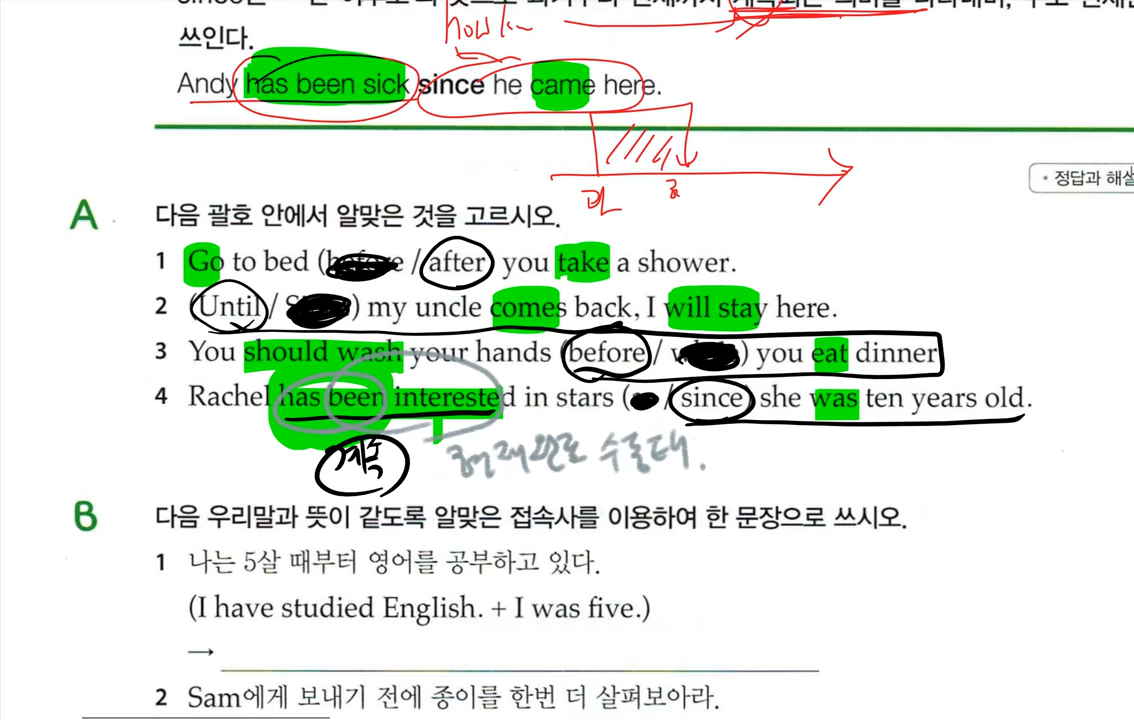 쓰인다.
Andy has been sick since he came here.
정답과 해설
A 다음 괄호 안에서 알맞은 것을 고르시오.
1 Go to bed ( / after) you take a shower.
2 (Until / ) my uncle comes back, I will stay here.
3 You should wash your hands (before / ) you eat dinner
4 Rachel has been interested in stars ( / since) she was ten years old.
계속
현재완료 수동태.
B 다음 우리말과 뜻이 같도록 알맞은 접속사를 이용하여 한 문장으로 쓰시오.
1 나는 5살 때부터 영어를 공부하고 있다.
(I have studied English. + I was five.)
→
2 Sam에게 보내기 전에 종이를 한번 더 살펴보아라.